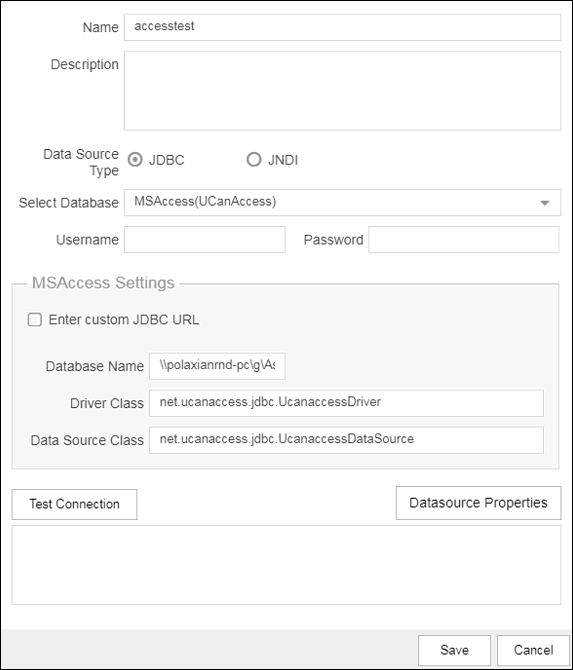 Name accesstest
Description
Data Source
Type
JDBC JNDI
Select Database MSAccess(UCanAccess)
Username Password
MSAccess Settings
Enter custom JDBC URL
Database Name \\polaxianrnd-pc\g\As
Driver Class net.ucanaccess.jdbc.UcanaccessDriver
Data Source Class net.ucanaccess.jdbc.UcanaccessDataSource
Test Connection Datasource Properties
Save Cancel